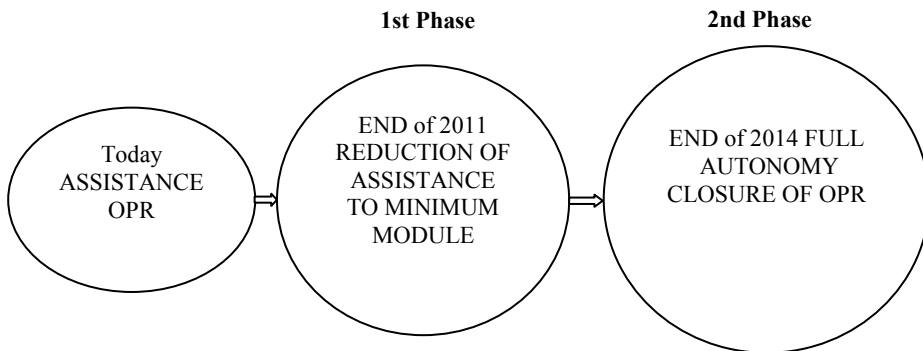 1st Phase
2nd Phase
Today
ASSISTANCE
OPR
END of 2011
REDUCTION OF
ASSISTANCE
TO MINIMUM
MODULE
END of 2014 FULL
AUTONOMY
CLOSURE OF OPR